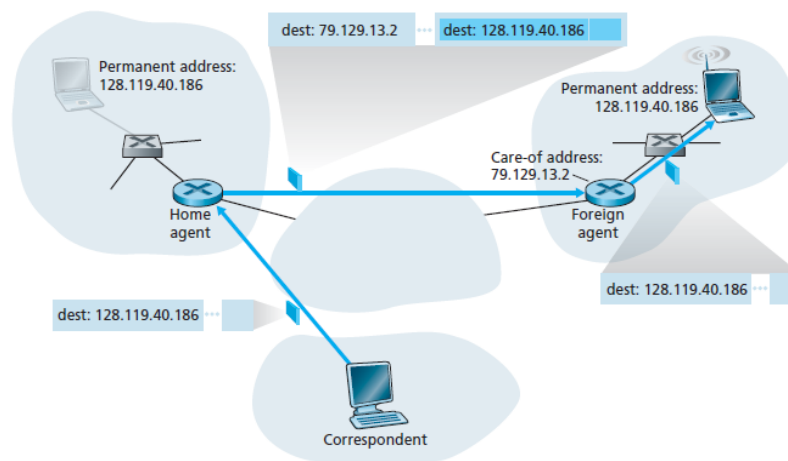 dest: 79.129.13.2 ··· dest: 128.119.40.186
Permanent address:
128.119.40.186
Permanent address:
128.119.40.186
Care-of address:
79.129.13.2
Home
agent
Foreign
agent
dest: 128.119.40.186 ···
dest: 128.119.40.186 ···
Correspondent